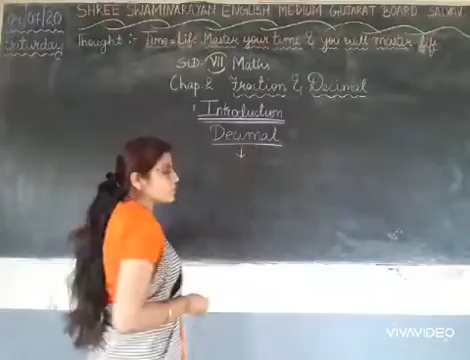 SHREE SWAMINARAYAN ENGLISH MEDIUM GUJARAT BOARD SALVAV
04/07/20
Saturday
Thought :- Time = Life. Master your time & you will master life
Std. VII Maths
Chap. 2 Fraction & Decimal
Introduction
Decimal
VIVAVIDEO